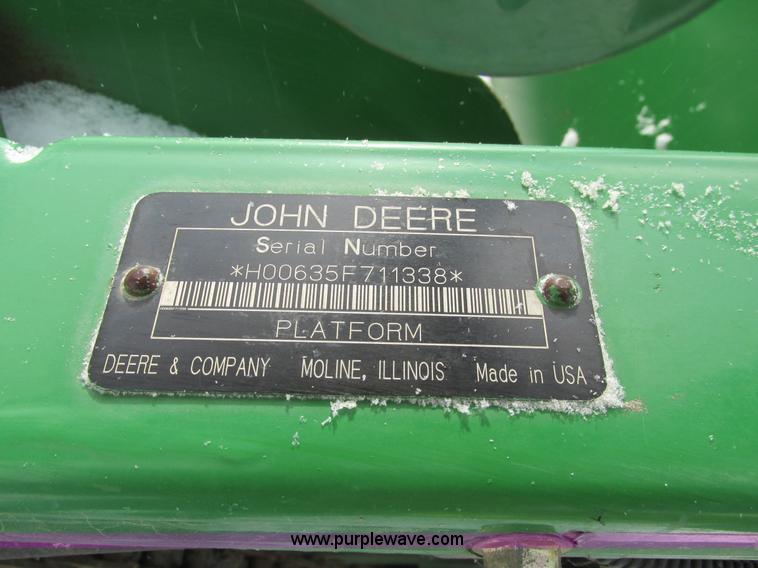 JOHN DEERE
Serial Number
*H00635F711338*
H
PLATFORM
DEERE & COMPANY MOLINE, ILLINOIS Made in USA
www.purplewave.com